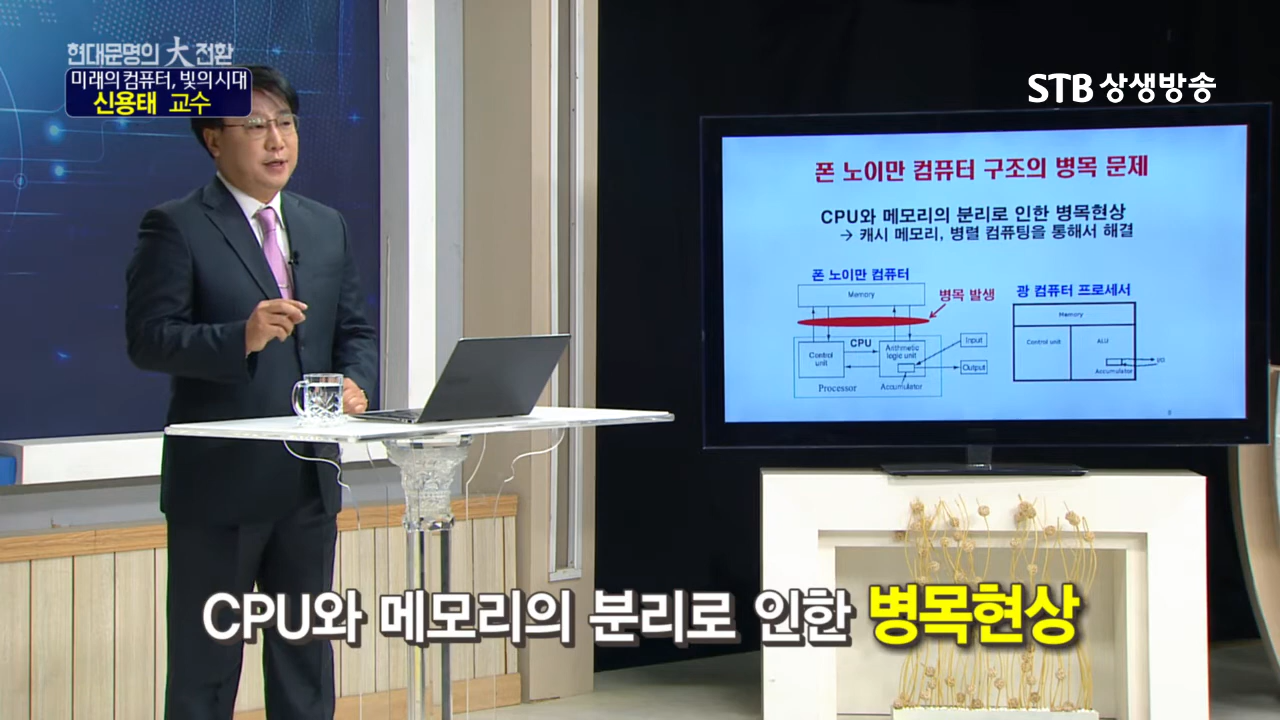 현대문명의 大 전환
미래의 컴퓨터, 빛의 시대
신용태 교수
STB 상생방송
폰 노이만 컴퓨터 구조의 병목 문제
CPU와 메모리의 분리로 인한 병목현상
→ 캐시 메모리, 병렬 컴퓨팅을 통해서 해결
폰 노이만 컴퓨터
Memory
병목 발생
CPU
Control unit
Arithmetic logic unit
Input
Output
Processor
Accumulator
광 컴퓨터 프로세서
Memory
Control unit
ALU
I/O
Accumulator
8
CPU와 메모리의 분리로 인한 병목현상